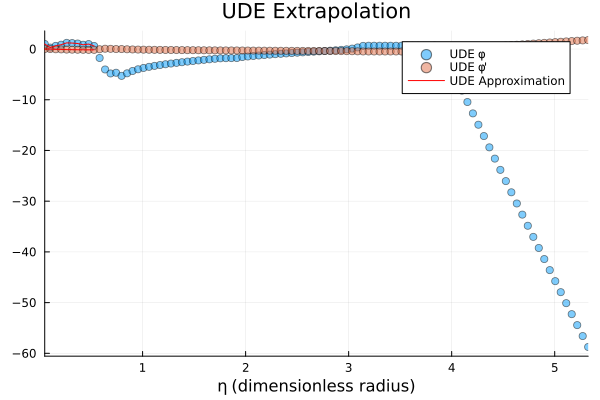 UDE Extrapolation
UDE φ
UDE φ'
UDE Approximation
0
−10
−20
−30
−40
−50
−60
1
2
3
4
5
η (dimensionless radius)